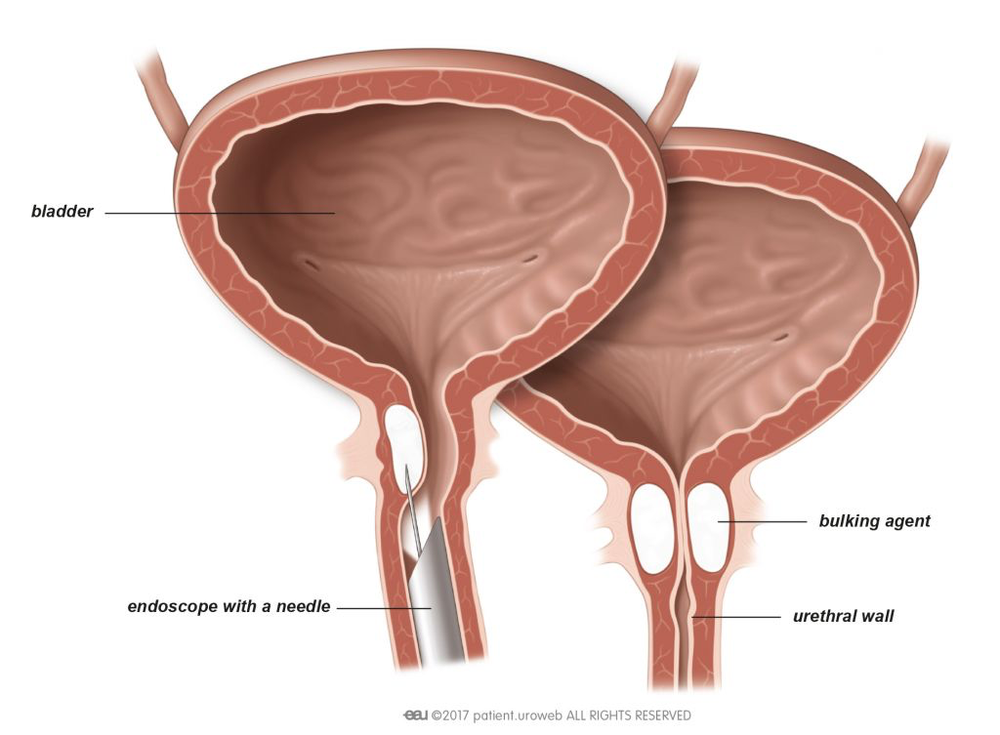 bladder
bulking agent
endoscope with a needle
urethral wall
eau ©2017 patient.uroweb ALL RIGHTS RESERVED